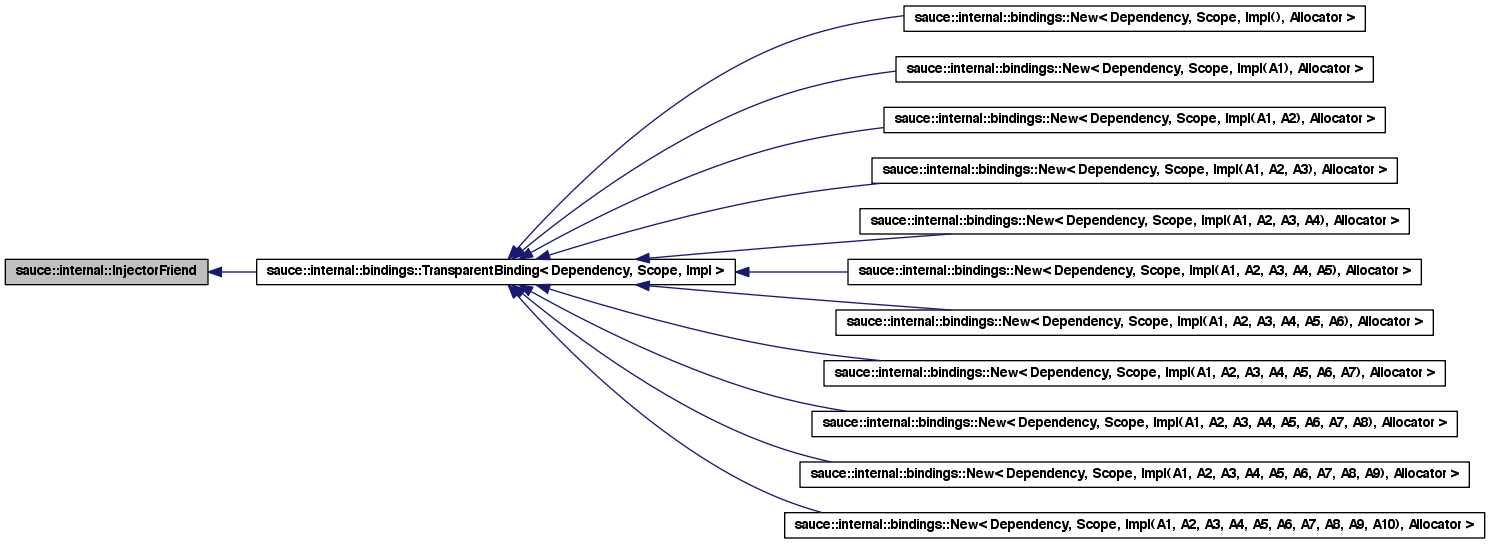 sauce::internal::bindings::New< Dependency, Scope, Impl(), Allocator >
sauce::internal::bindings::New< Dependency, Scope, Impl(A1), Allocator >
sauce::internal::bindings::New< Dependency, Scope, Impl(A1, A2), Allocator >
sauce::internal::bindings::New< Dependency, Scope, Impl(A1, A2, A3), Allocator >
sauce::internal::bindings::New< Dependency, Scope, Impl(A1, A2, A3, A4), Allocator >
sauce::internal::InjectorFriend
sauce::internal::bindings::TransparentBinding< Dependency, Scope, Impl >
sauce::internal::bindings::New< Dependency, Scope, Impl(A1, A2, A3, A4, A5), Allocator >
sauce::internal::bindings::New< Dependency, Scope, Impl(A1, A2, A3, A4, A5, A6), Allocator >
sauce::internal::bindings::New< Dependency, Scope, Impl(A1, A2, A3, A4, A5, A6, A7), Allocator >
sauce::internal::bindings::New< Dependency, Scope, Impl(A1, A2, A3, A4, A5, A6, A7, A8), Allocator >
sauce::internal::bindings::New< Dependency, Scope, Impl(A1, A2, A3, A4, A5, A6, A7, A8, A9), Allocator >
sauce::internal::bindings::New< Dependency, Scope, Impl(A1, A2, A3, A4, A5, A6, A7, A8, A9, A10), Allocator >